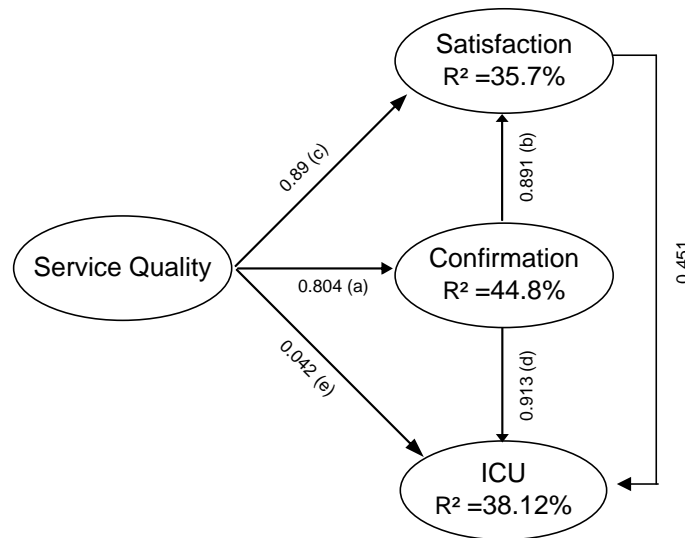 Satisfaction
R² =35.7%
0.89 (c)
0.891 (b)
0.451
Service Quality
0.804 (a)
Confirmation
R² =44.8%
0.042 (e)
0.913 (d)
ICU
R² =38.12%